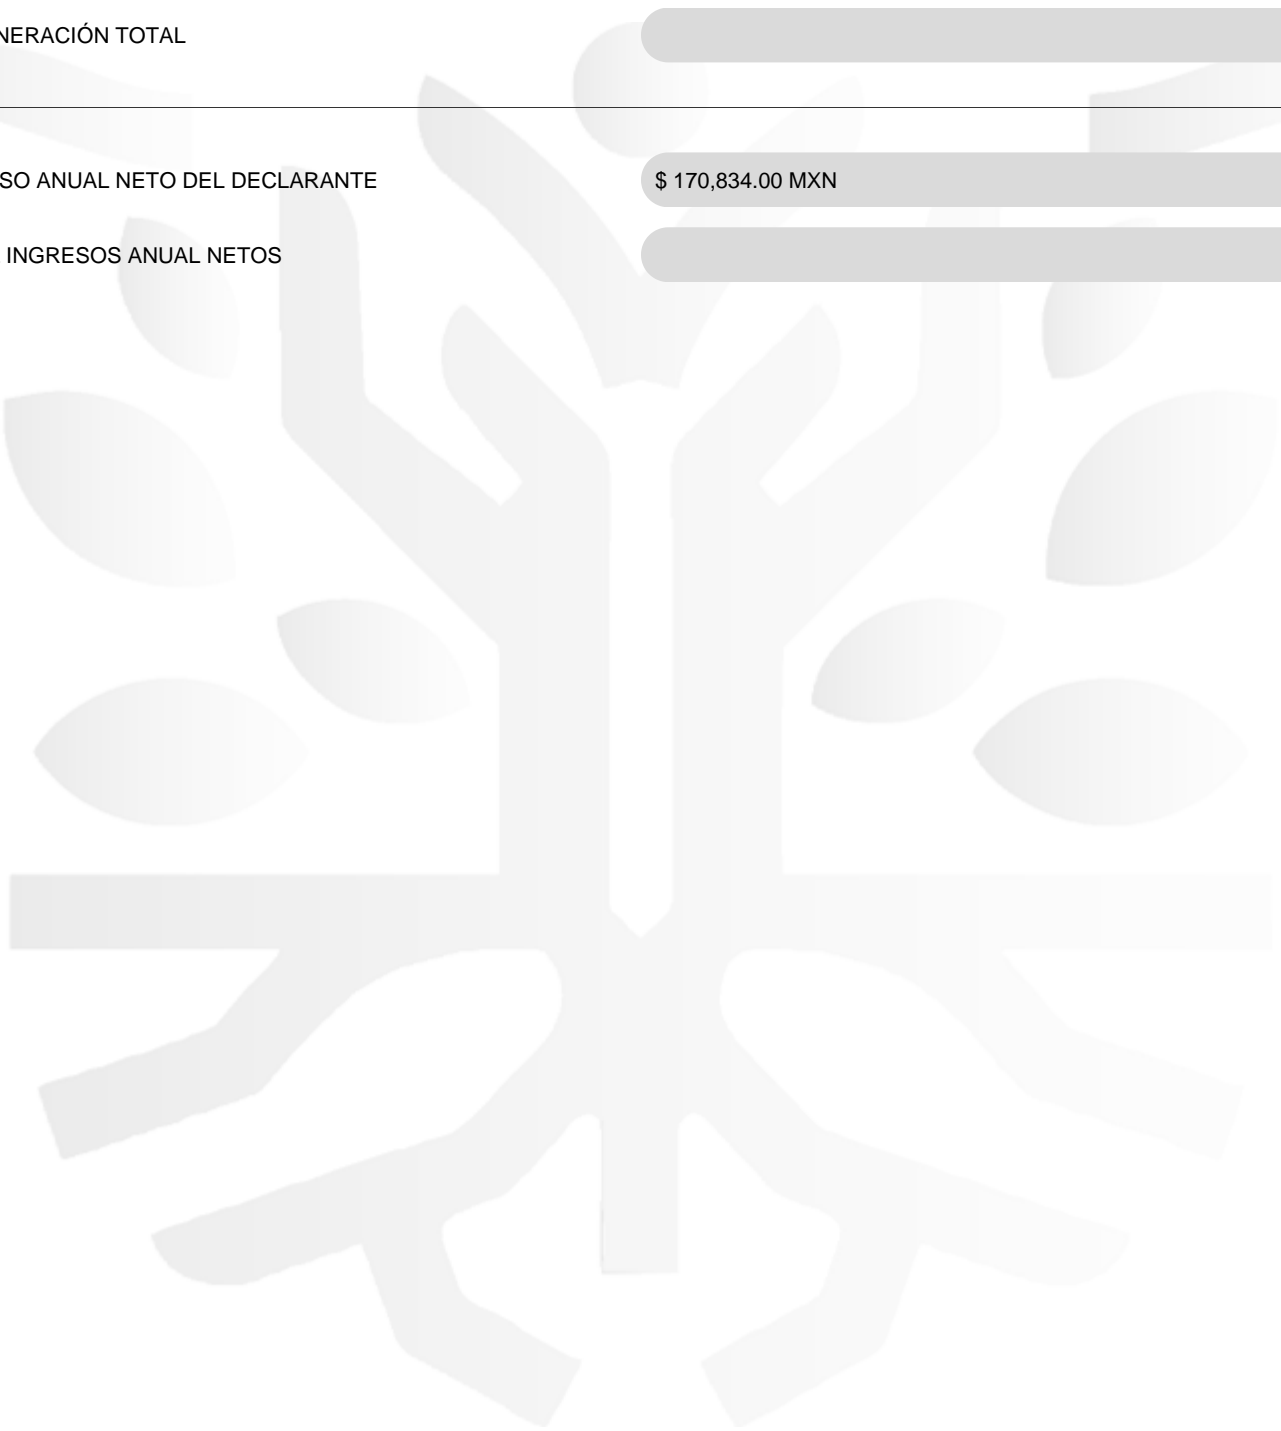 NERACIÓN TOTAL
SO ANUAL NETO DEL DECLARANTE $ 170,834.00 MXN
INGRESOS ANUAL NETOS